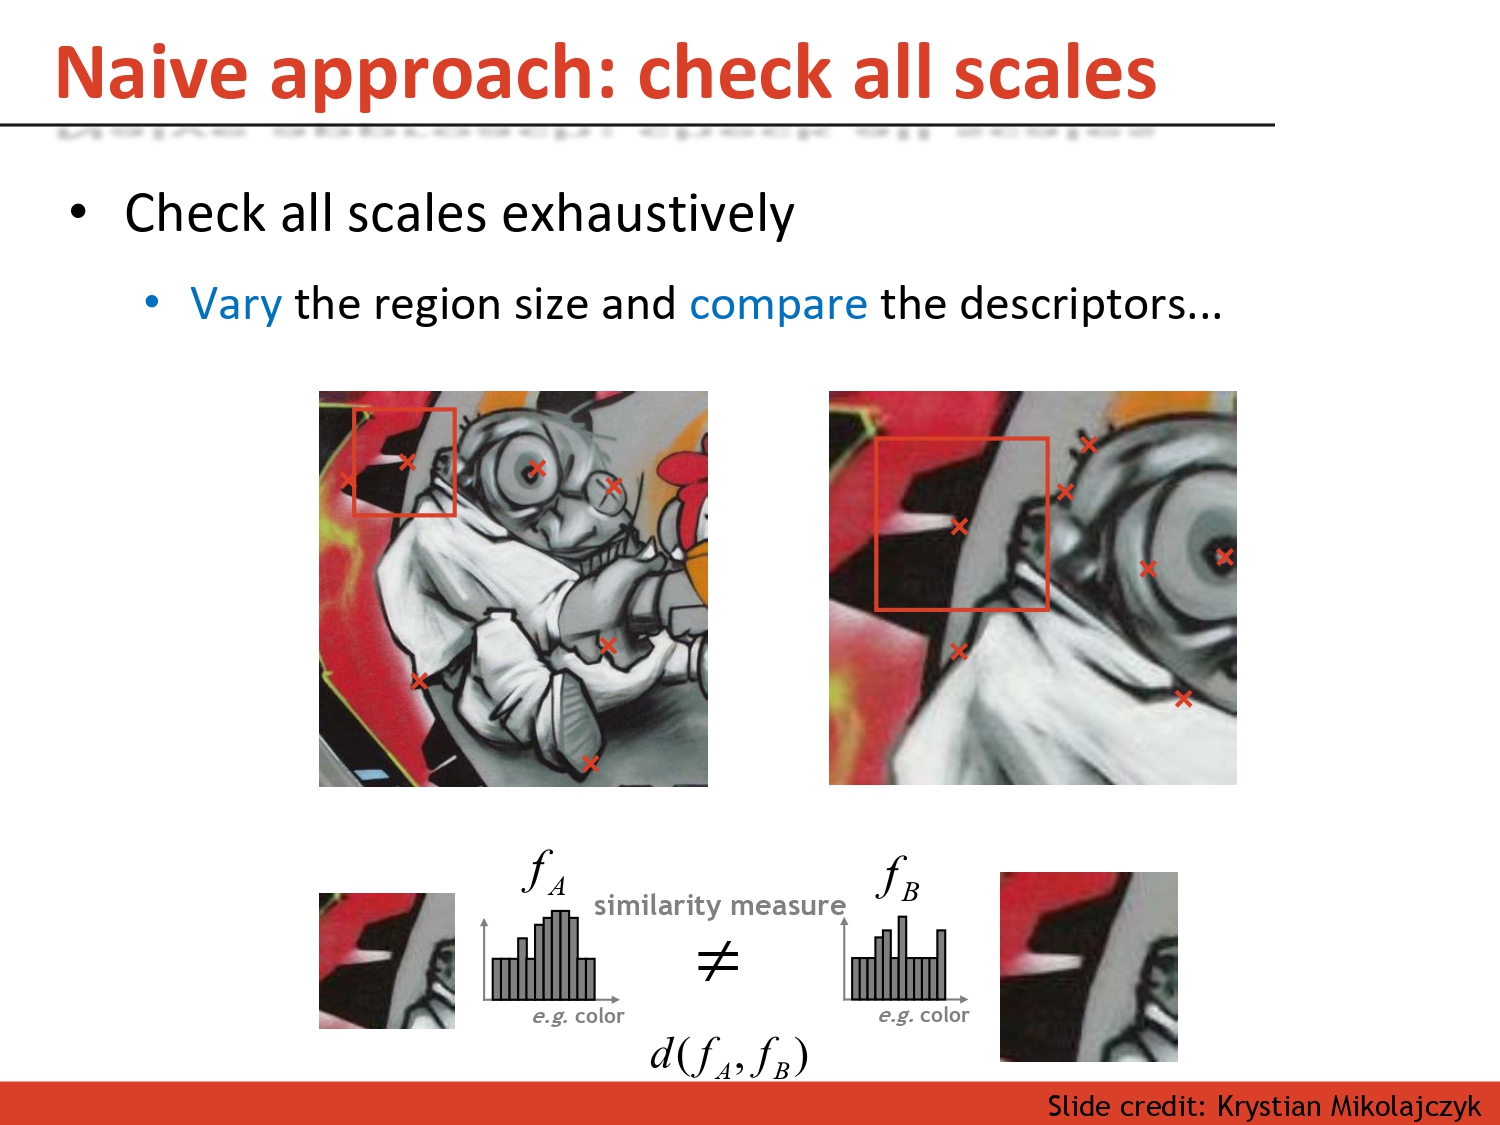 Naive approach: check all scales
• Check all scales exhaustively
• Vary the region size and compare the descriptors...
f_A
similarity measure
f_B
≠
e.g. color
e.g. color
d(f_A, f_B)
Slide credit: Krystian Mikolajczyk